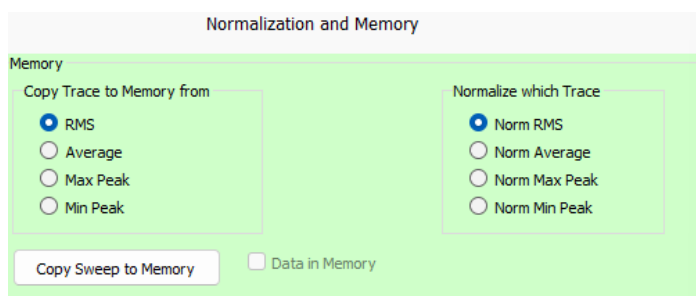 Normalization and Memory
Memory
Copy Trace to Memory from
RMS
Average
Max Peak
Min Peak
Normalize which Trace
Norm RMS
Norm Average
Norm Max Peak
Norm Min Peak
Copy Sweep to Memory
Data in Memory